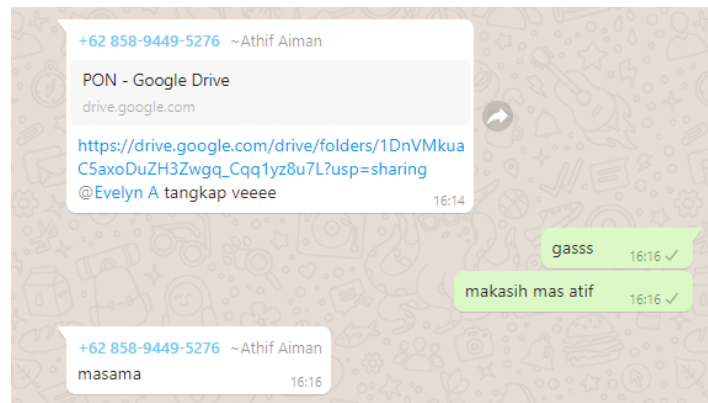 +62 858-9449-5276 ~Athif Aiman
PON - Google Drive
drive.google.com
https://drive.google.com/drive/folders/1DnVMkua
C5axoDuZH3Zwgq_Cqq1yz8u7L?usp=sharing
@Evelyn A tangkap veeee
16:14
gasss 16:16
makasih mas atif 16:16
+62 858-9449-5276 ~Athif Aiman
masama 16:16